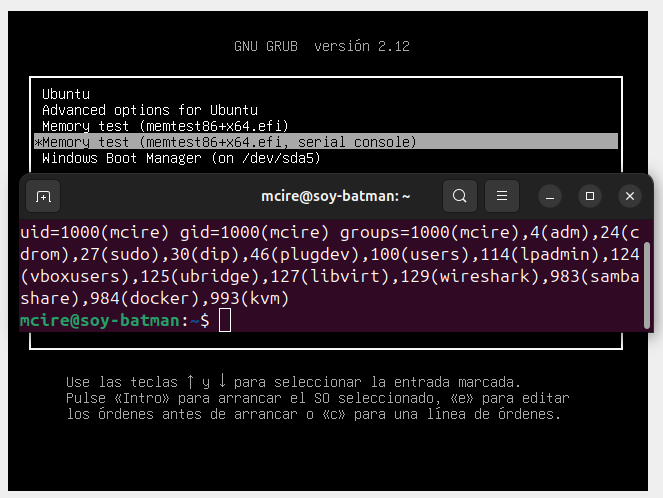 GNU GRUB  versión 2.12
Ubuntu
Advanced options for Ubuntu
Memory test (memtest86+x64.efi)
*Memory test (memtest86+x64.efi, serial console)
Windows Boot Manager (on /dev/sda5)
mcire@soy-batman: ~
uid=1000(mcire) gid=1000(mcire) groups=1000(mcire),4(adm),24(c
drom),27(sudo),30(dip),46(plugdev),100(users),114(lpadmin),124
(vboxusers),125(ubridge),127(libvirt),129(wireshark),983(samba
share),984(docker),993(kvm)
mcire@soy-batman:~$
Use las teclas ↑ y ↓ para seleccionar la entrada marcada.
Pulse «Intro» para arrancar el SO seleccionado, «e» para editar
los órdenes antes de arrancar o «c» para una línea de órdenes.